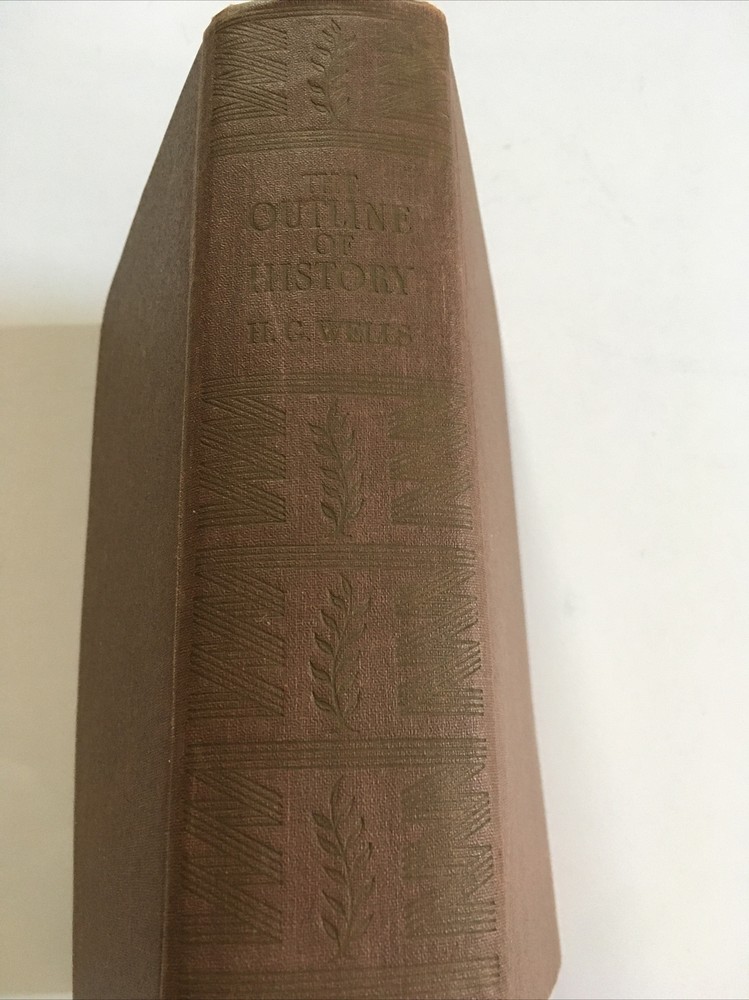 THE
OUTLINE
OF
HISTORY
H. G. WELLS